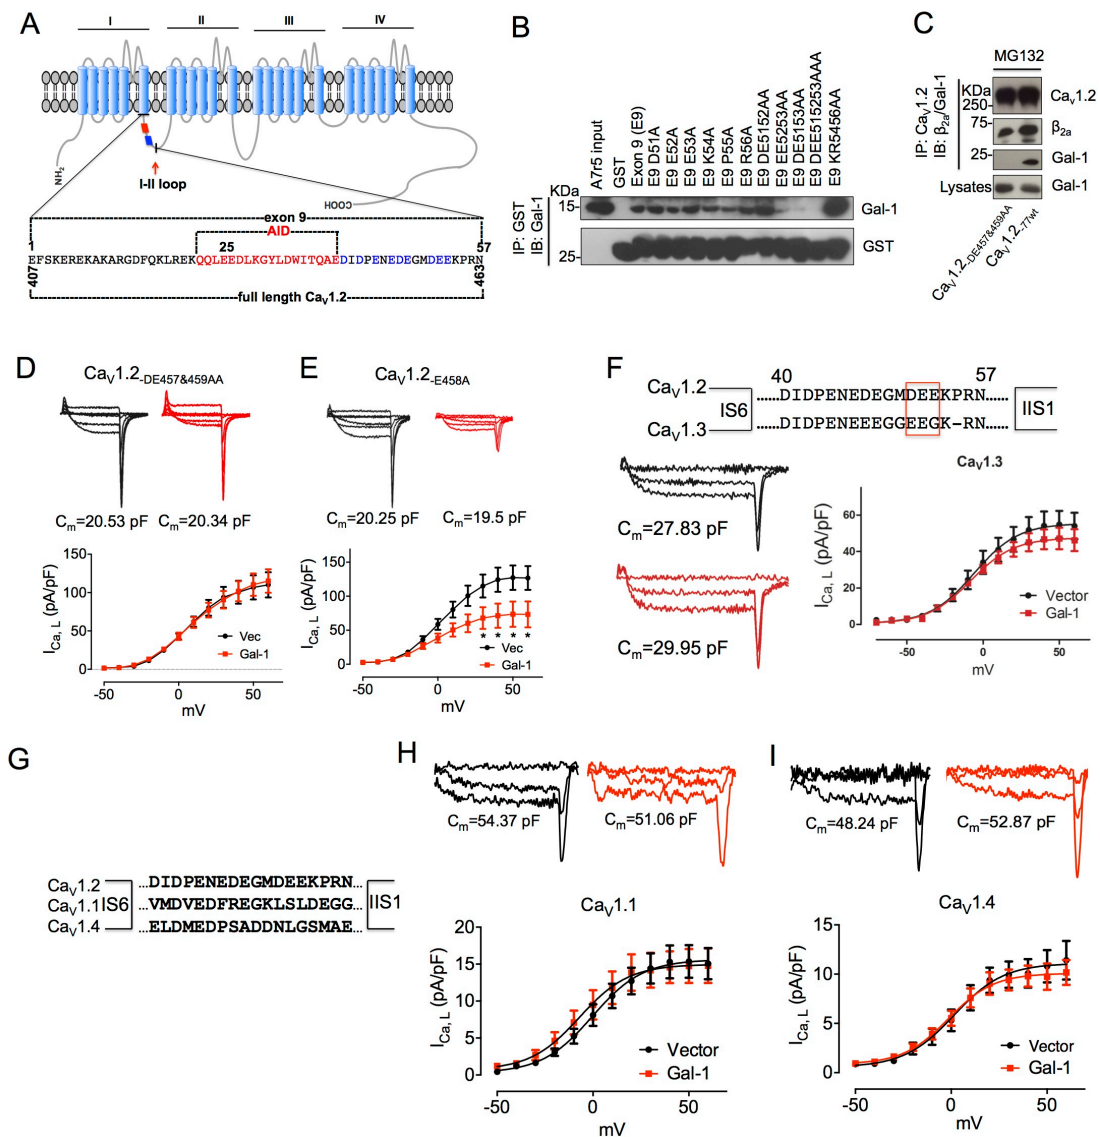 A
I
II
III
IV
NH2
I-II loop
COOH
exon 9
AID
1
25
57
EFSKEREKAKARGDFQKLREKQQLEEDLKGYLDWITQAEDIDPENEDEGMDEEKPRN
407
463
full length CaV1.2
B
A7r5 input
GST
Exon 9 (E9)
E9 D51A
E9 E52A
E9 E53A
E9 K54A
E9 P55A
E9 R56A
E9 DE5152AA
E9 EE5253AA
E9 DE5153AA
E9 DEE515253AAA
E9 KR5456AA
KDa
15
25
IP: GST
IB: Gal-1
Gal-1
GST
C
MG132
IP: Cav1.2
IB: β2a/Gal-1
KDa
250
75
25
Cav1.2
β2a
Gal-1
Lysates
Gal-1
CaV1.2-DE457&459AA
CaV1.2-77wt
D
CaV1.2-DE457&459AA
Cm=20.53 pF
Cm=20.34 pF
ICa, L (pA/pF)
150
100
50
0
Vec
Gal-1
-50
0
50
mV
E
CaV1.2-E458A
Cm=20.25 pF
Cm=19.5 pF
ICa, L (pA/pF)
150
100
50
0
* * * *
Vec
Gal-1
-50
0
50
mV
F
40
57
CaV1.2
IS6
......DIDPENEDEGMDEEKPRN......
IIS1
CaV1.3
......DIDPENEEEGGEEGK-RN......
Cm=27.83 pF
Cm=29.95 pF
CaV1.3
ICa, L (pA/pF)
60
40
20
0
Vector
Gal-1
-50
0
50
mV
G
CaV1.2
...DIDPENEDEGMDEEKPRN...
CaV1.1
IS6
...VMDVEDFREGKLSLDEGG...
IIS1
CaV1.4
...ELDMEDPSADDNLGSMAE...
H
Cm=54.37 pF
Cm=51.06 pF
CaV1.1
ICa, L (pA/pF)
20
15
10
5
0
Vector
Gal-1
-50
0
50
mV
I
Cm=48.24 pF
Cm=52.87 pF
CaV1.4
ICa, L (pA/pF)
15
10
5
0
Vector
Gal-1
-50
0
50
mV